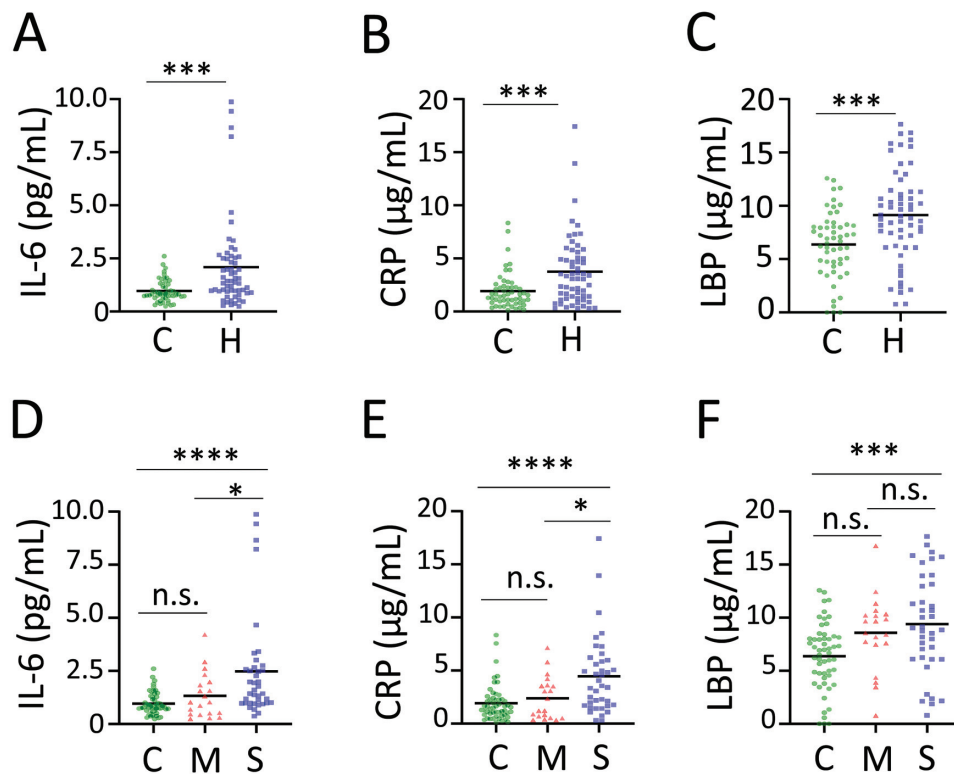 A
***
IL-6 (pg/mL)
10.0
7.5
5.0
2.5
0
C H
B
***
CRP (μg/mL)
20
15
10
5
0
C H
C
***
LBP (μg/mL)
20
15
10
5
0
C H
D
****
*
n.s.
IL-6 (pg/mL)
10.0
7.5
5.0
2.5
0
C M S
E
****
*
n.s.
CRP (μg/mL)
20
15
10
5
0
C M S
F
***
n.s.
n.s.
LBP (μg/mL)
20
15
10
5
0
C M S